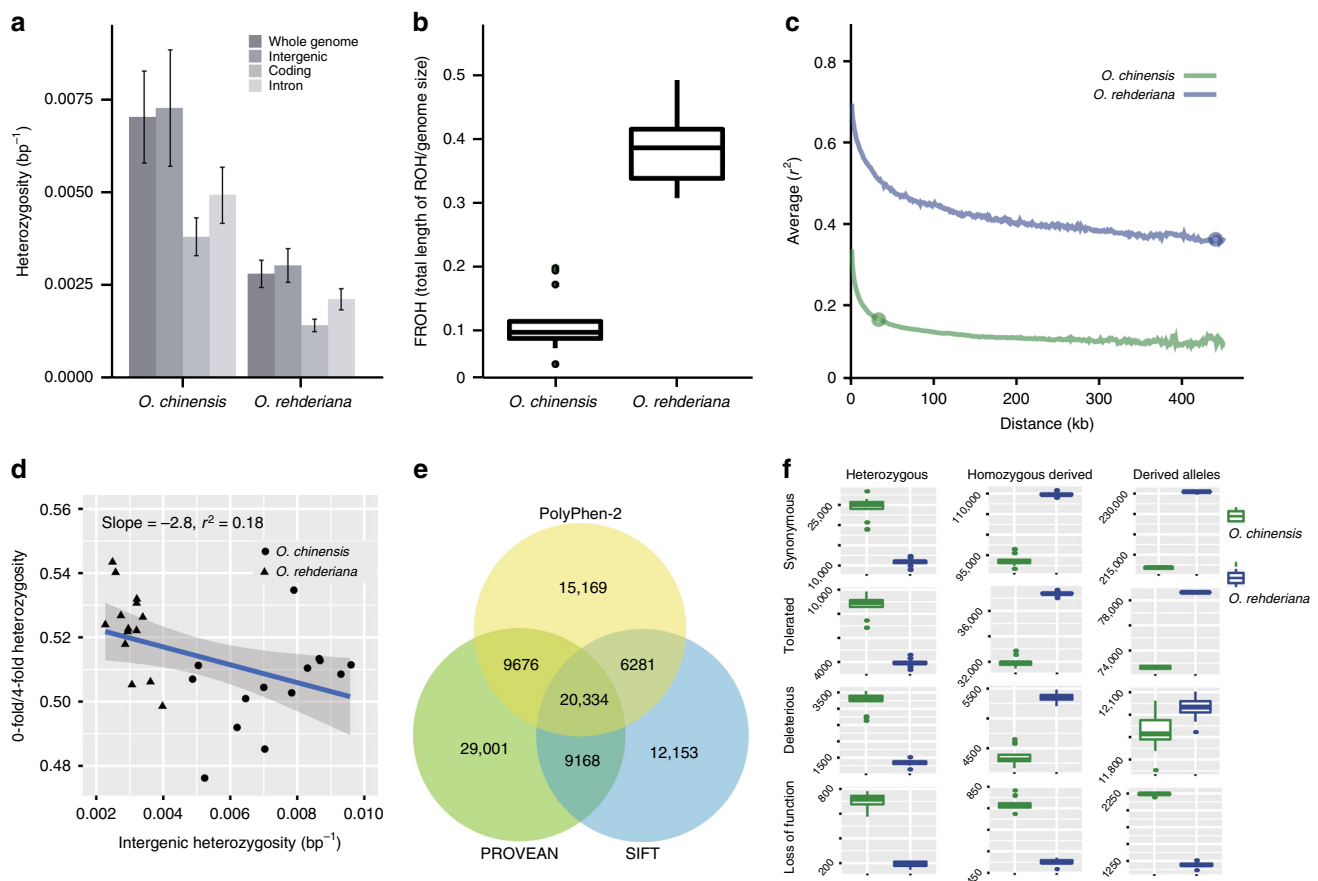 a
Heterozygosity (bp⁻¹)
0.0075
0.0050
0.0025
0.0000
Whole genome
Intergenic
Coding
Intron
O. chinensis
O. rehderiana
b
FROH (total length of ROH/genome size)
0.5
0.4
0.3
0.2
0.1
0
O. chinensis
O. rehderiana
c
Average (r²)
0.8
0.6
0.4
0.2
0
O. chinensis
O. rehderiana
0
100
200
300
400
Distance (kb)
d
0-fold/4-fold heterozygosity
0.56
0.54
0.52
0.50
0.48
Slope = –2.8, r² = 0.18
O. chinensis
O. rehderiana
0.002
0.004
0.006
0.008
0.010
Intergenic heterozygosity (bp⁻¹)
e
PolyPhen-2
15,169
9676
6281
20,334
29,001
9168
12,153
PROVEAN
SIFT
f
Heterozygous
Homozygous derived
Derived alleles
Synonymous
25,000
10,000
110,000
95,000
230,000
215,000
O. chinensis
O. rehderiana
Tolerated
10,000
4000
36,000
32,000
78,000
74,000
Deleterious
3500
1500
5500
4500
12,100
11,800
Loss of function
600
200
850
450
2250
1250